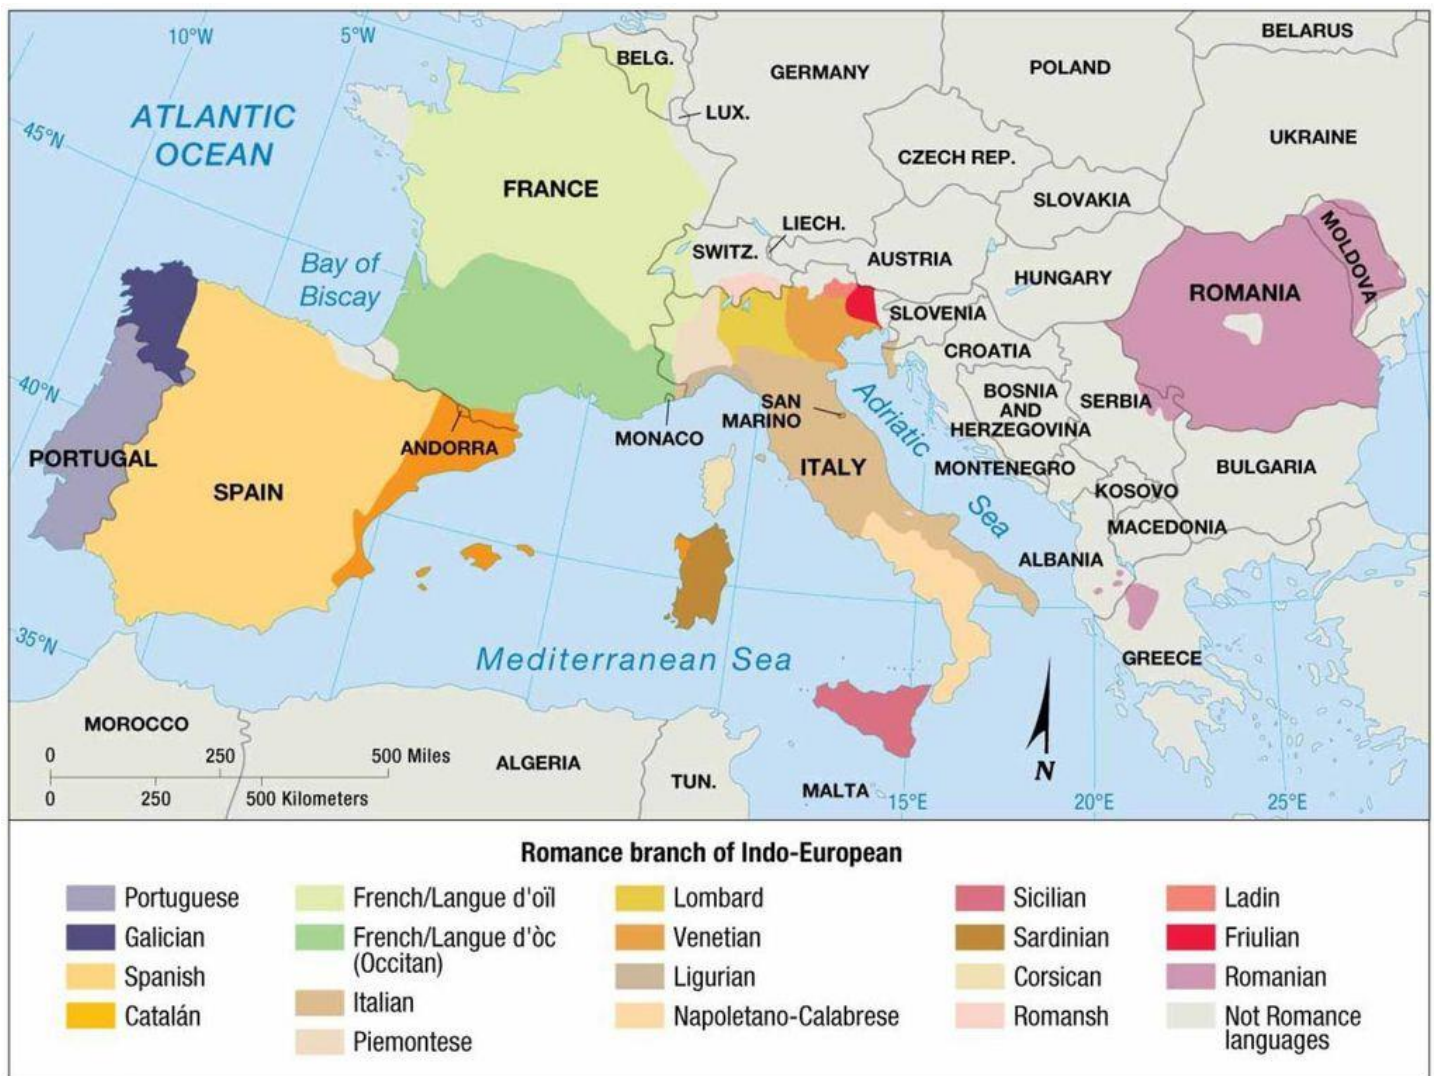 10°W
5°W
BELG.
GERMANY
POLAND
BELARUS
ATLANTIC
OCEAN
45°N
LUX.
UKRAINE
CZECH REP.
FRANCE
SLOVAKIA
LIECH.
MOLDOVA
SWITZ.
AUSTRIA
Bay of
Biscay
HUNGARY
ROMANIA
SLOVENIA
CROATIA
40°N
BOSNIA
AND
HERZEGOVINA
SERBIA
SAN
MARINO
Adriatic
Sea
ANDORRA
MONACO
PORTUGAL
ITALY
MONTENEGRO
BULGARIA
SPAIN
KOSOVO
MACEDONIA
ALBANIA
35°N
Mediterranean Sea
GREECE
MOROCCO
0 250 500 Miles
0 250 500 Kilometers
ALGERIA
TUN.
MALTA
N
15°E
20°E
25°E
Romance branch of Indo-European
Portuguese
Galician
Spanish
Catalán
French/Langue d'oïl
French/Langue d'òc
(Occitan)
Italian
Piemontese
Lombard
Venetian
Ligurian
Napoletano-Calabrese
Sicilian
Sardinian
Corsican
Romansh
Ladin
Friulian
Romanian
Not Romance
languages